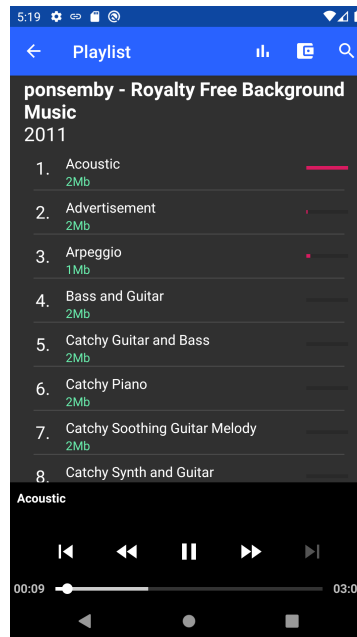 5:19
Playlist
ponsemby - Royalty Free Background
Music
2011
1. Acoustic
2Mb
2. Advertisement
2Mb
3. Arpeggio
1Mb
4. Bass and Guitar
2Mb
5. Catchy Guitar and Bass
2Mb
6. Catchy Piano
2Mb
7. Catchy Soothing Guitar Melody
2Mb
8. Catchy Synth and Guitar
Acoustic
00:09